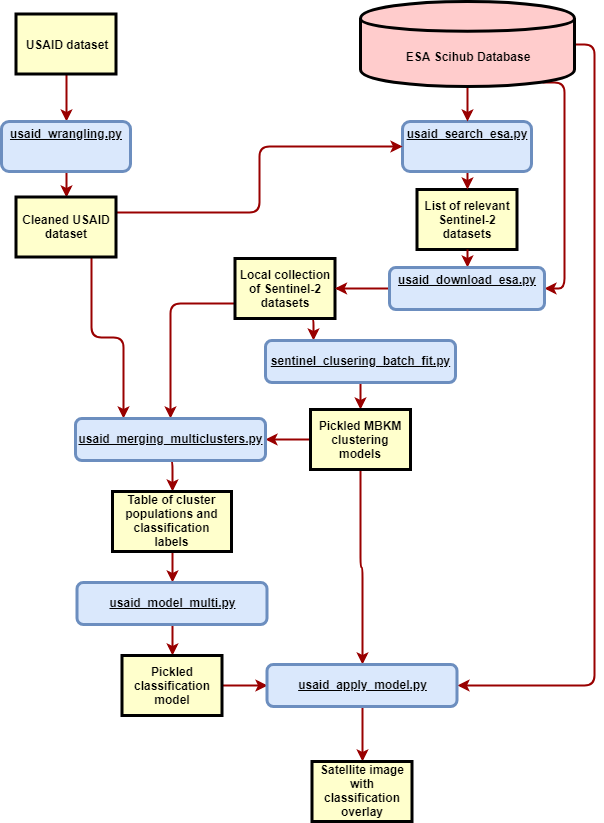 USAID dataset
ESA Scihub Database
usaid_wrangling.py
usaid_search_esa.py
Cleaned USAID
dataset
List of relevant
Sentinel-2
datasets
Local collection
of Sentinel-2
datasets
usaid_download_esa.py
sentinel_clusering_batch_fit.py
usaid_merging_multiclusters.py
Pickled MBKM
clustering
models
Table of cluster
populations and
classification
labels
usaid_model_multi.py
Pickled
classification
model
usaid_apply_model.py
Satellite image
with
classification
overlay